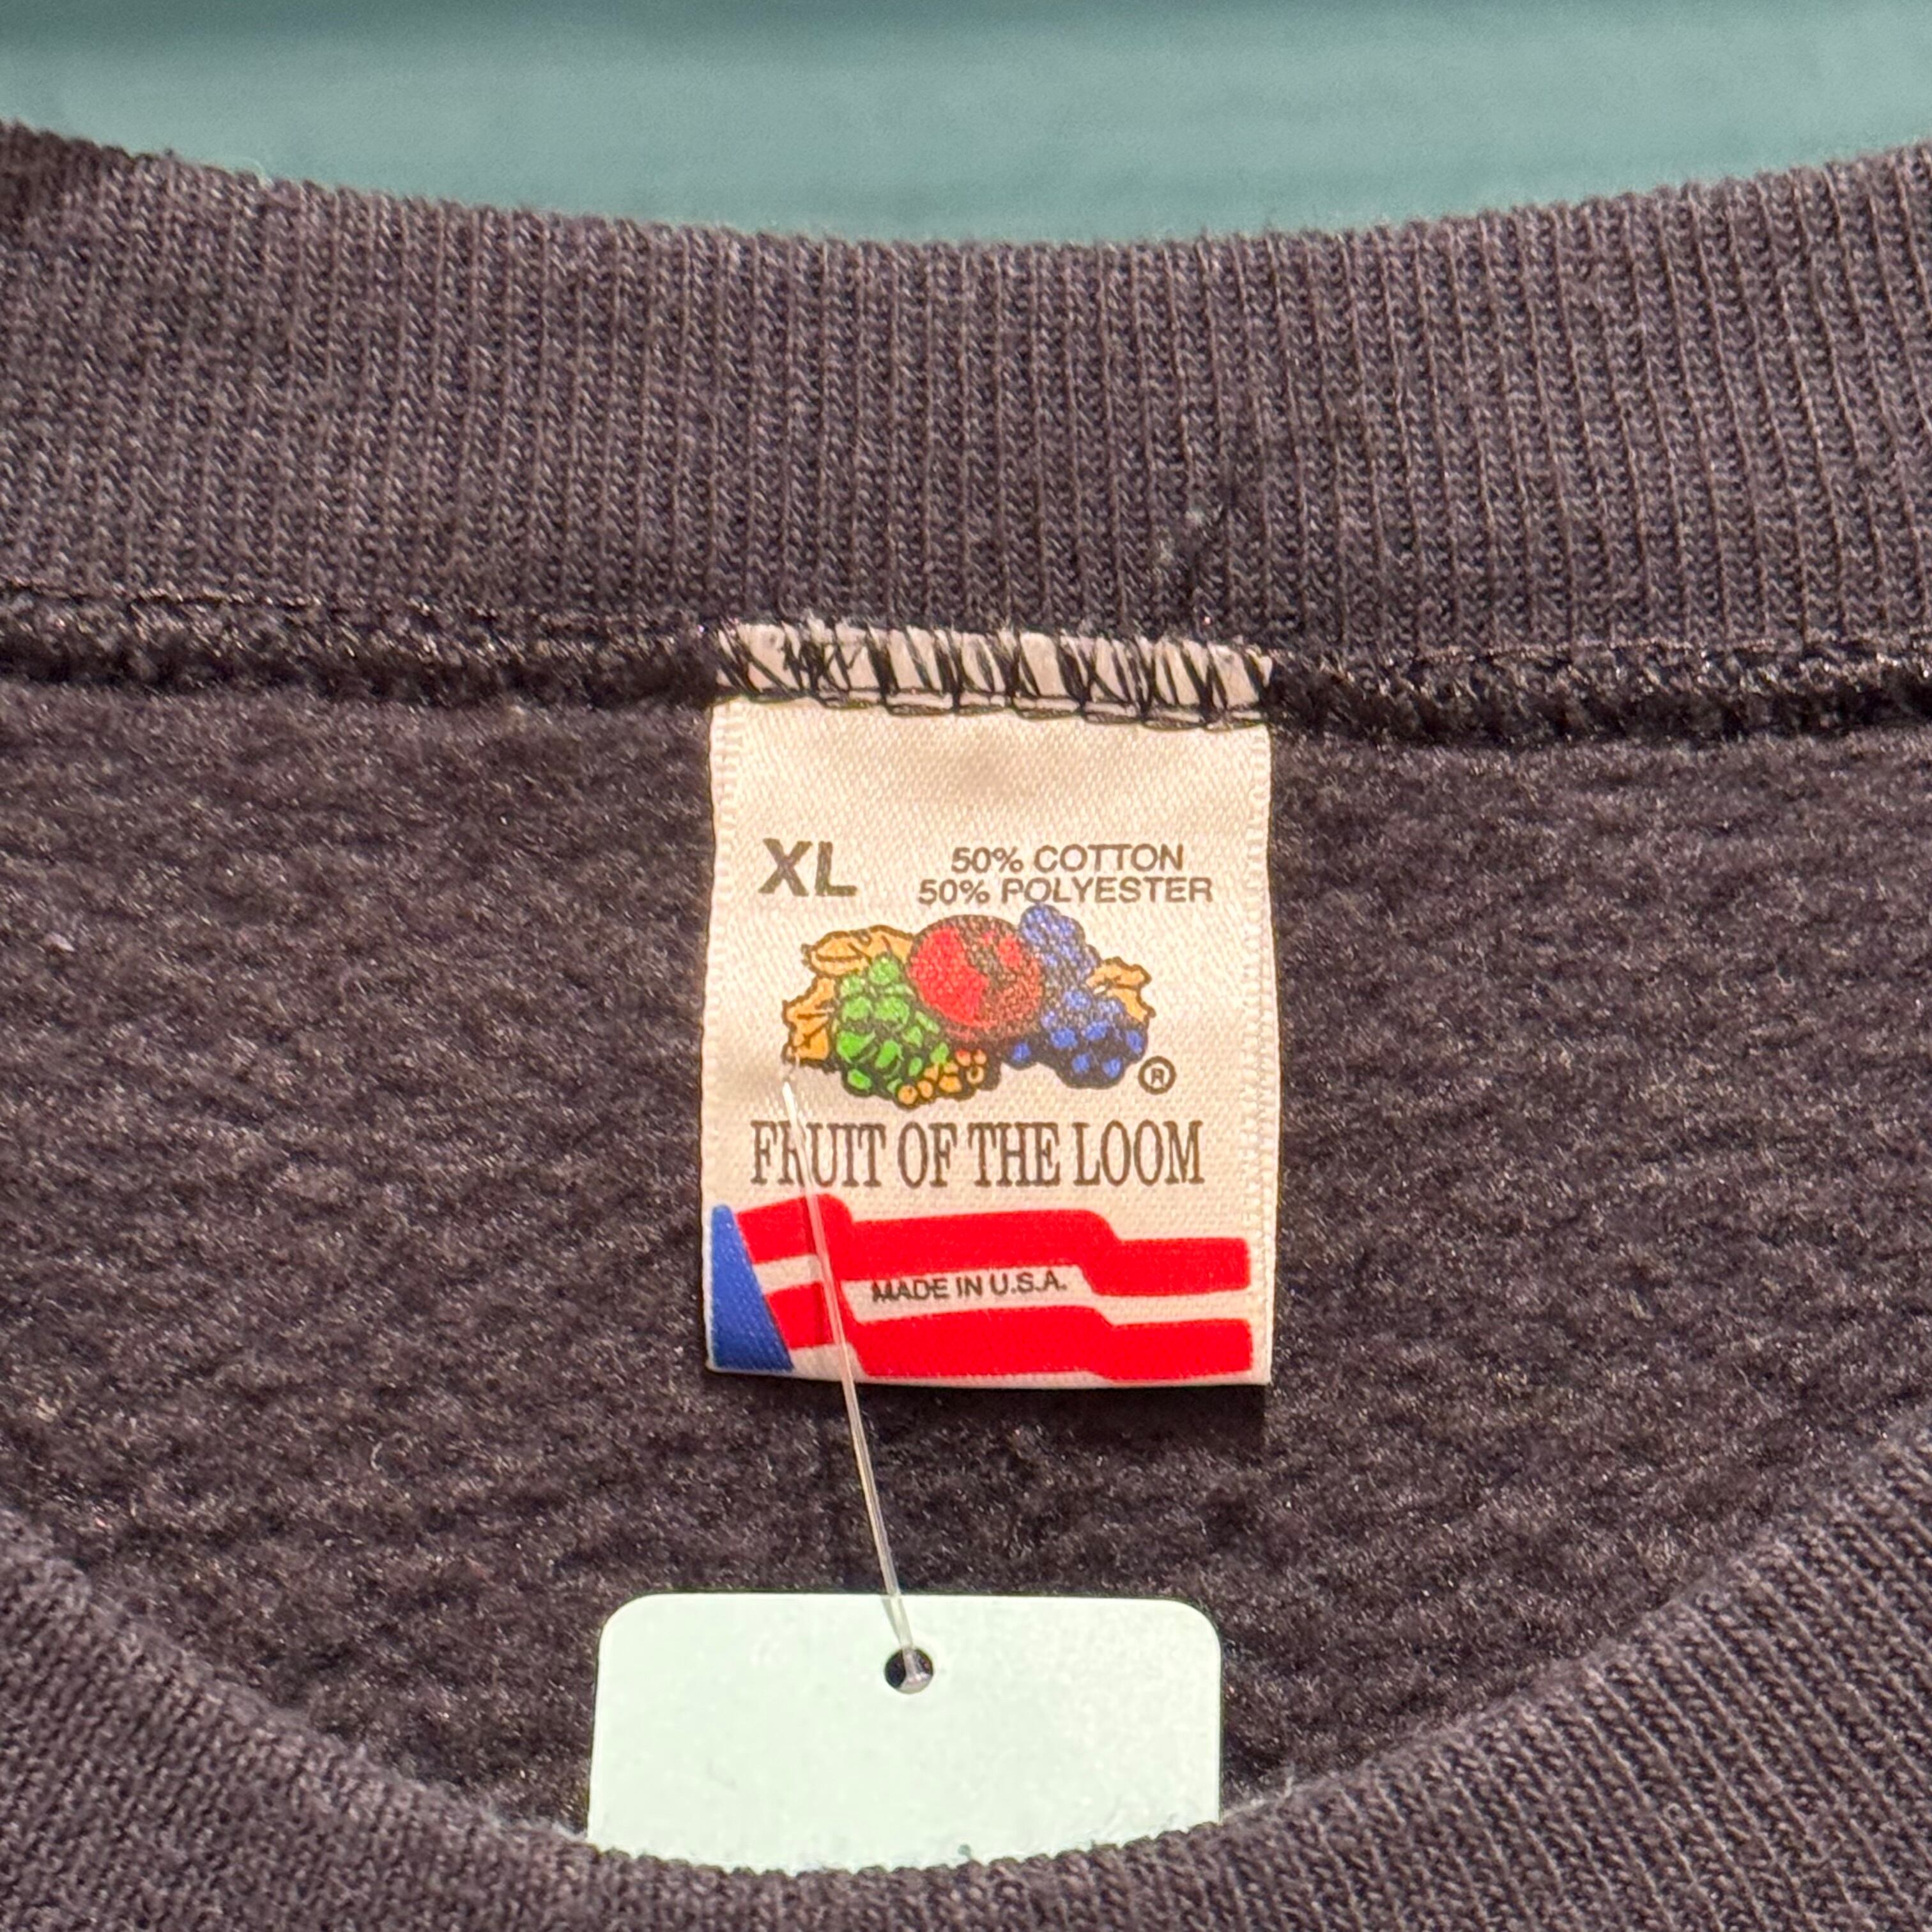 XL
50% COTTON
50% POLYESTER
®
FRUIT OF THE LOOM
MADE IN U.S.A.